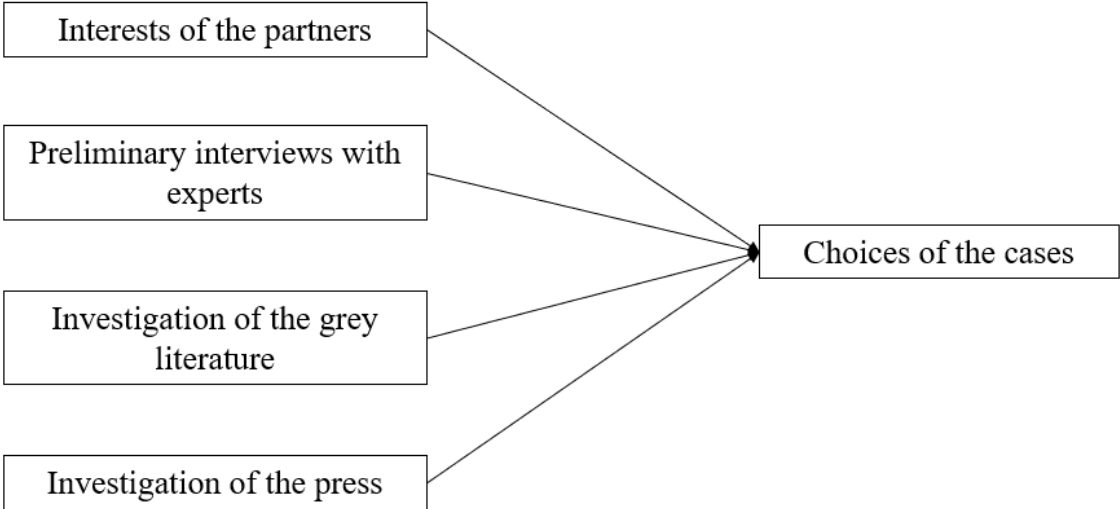 Interests of the partners
Preliminary interviews with
experts
Investigation of the grey
literature
Investigation of the press
Choices of the cases